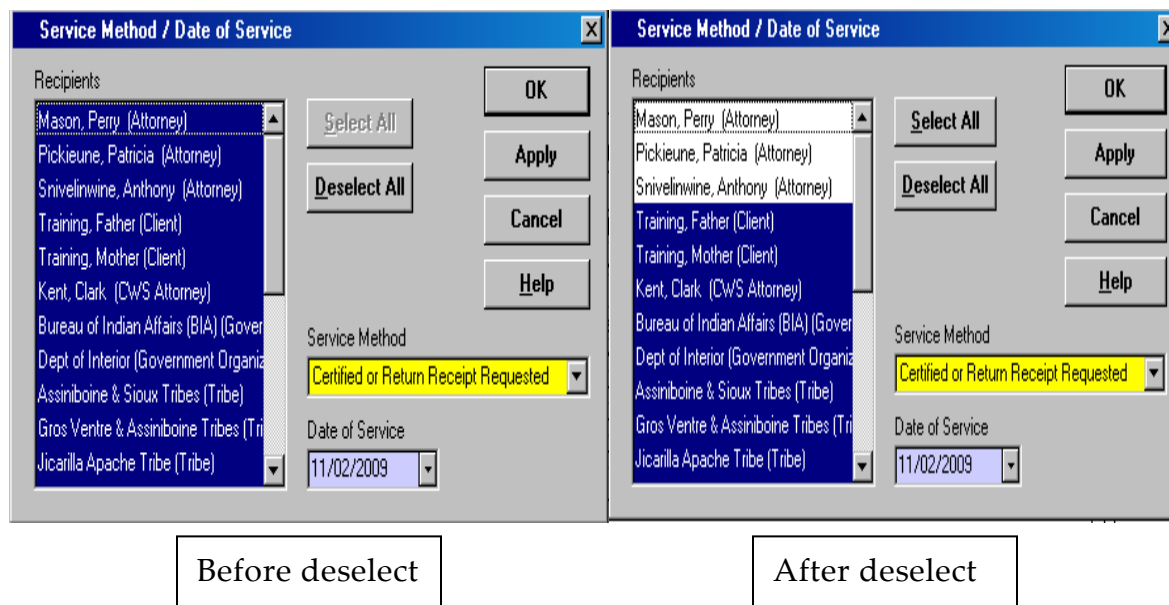 Service Method / Date of Service
Recipients
Mason, Perry (Attorney)
Pickieune, Patricia (Attorney)
Snivelinwine, Anthony (Attorney)
Training, Father (Client)
Training, Mother (Client)
Kent, Clark (CWS Attorney)
Bureau of Indian Affairs (BIA) (Gover
Dept of Interior (Government Organiz
Assiniboine & Sioux Tribes (Tribe)
Gros Ventre & Assiniboine Tribes (Tri
Jicarilla Apache Tribe (Tribe)
Select All
Deselect All
OK
Apply
Cancel
Help
Service Method
Certified or Return Receipt Requested
Date of Service
11/02/2009
Before deselect
Service Method / Date of Service
Recipients
Mason, Perry (Attorney)
Pickieune, Patricia (Attorney)
Snivelinwine, Anthony (Attorney)
Training, Father (Client)
Training, Mother (Client)
Kent, Clark (CWS Attorney)
Bureau of Indian Affairs (BIA) (Gover
Dept of Interior (Government Organiz
Assiniboine & Sioux Tribes (Tribe)
Gros Ventre & Assiniboine Tribes (Tri
Jicarilla Apache Tribe (Tribe)
Select All
Deselect All
OK
Apply
Cancel
Help
Service Method
Certified or Return Receipt Requested
Date of Service
11/02/2009
After deselect